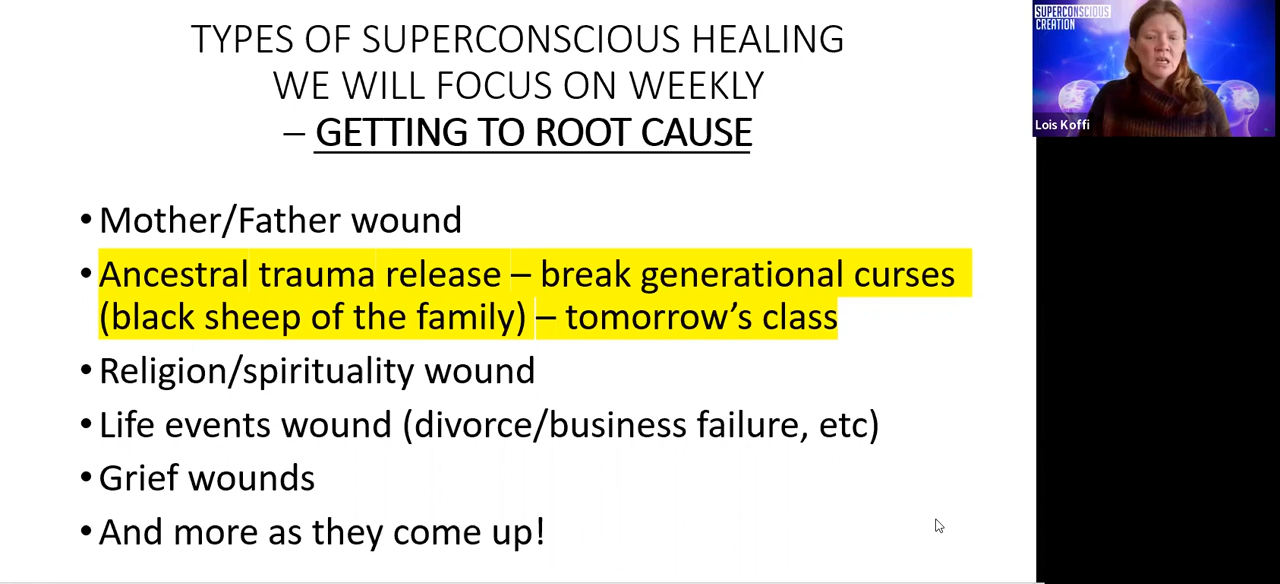 TYPES OF SUPERCONSCIOUS HEALING
WE WILL FOCUS ON WEEKLY
– GETTING TO ROOT CAUSE
• Mother/Father wound
• Ancestral trauma release – break generational curses
(black sheep of the family) – tomorrow’s class
• Religion/spirituality wound
• Life events wound (divorce/business failure, etc)
• Grief wounds
• And more as they come up!
SUPERCONSCIOUS
CREATION
Lois Koffi